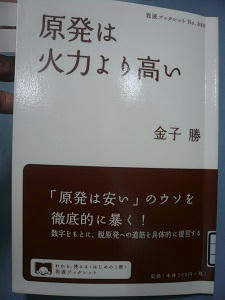 岩波ブックレット No.
原発は
火力より高い
金子 勝
「原発は安い」のウソを
徹底的に暴く!
数字をもとに、脱原発への道筋を具体的に提言する
岩波ブックレット